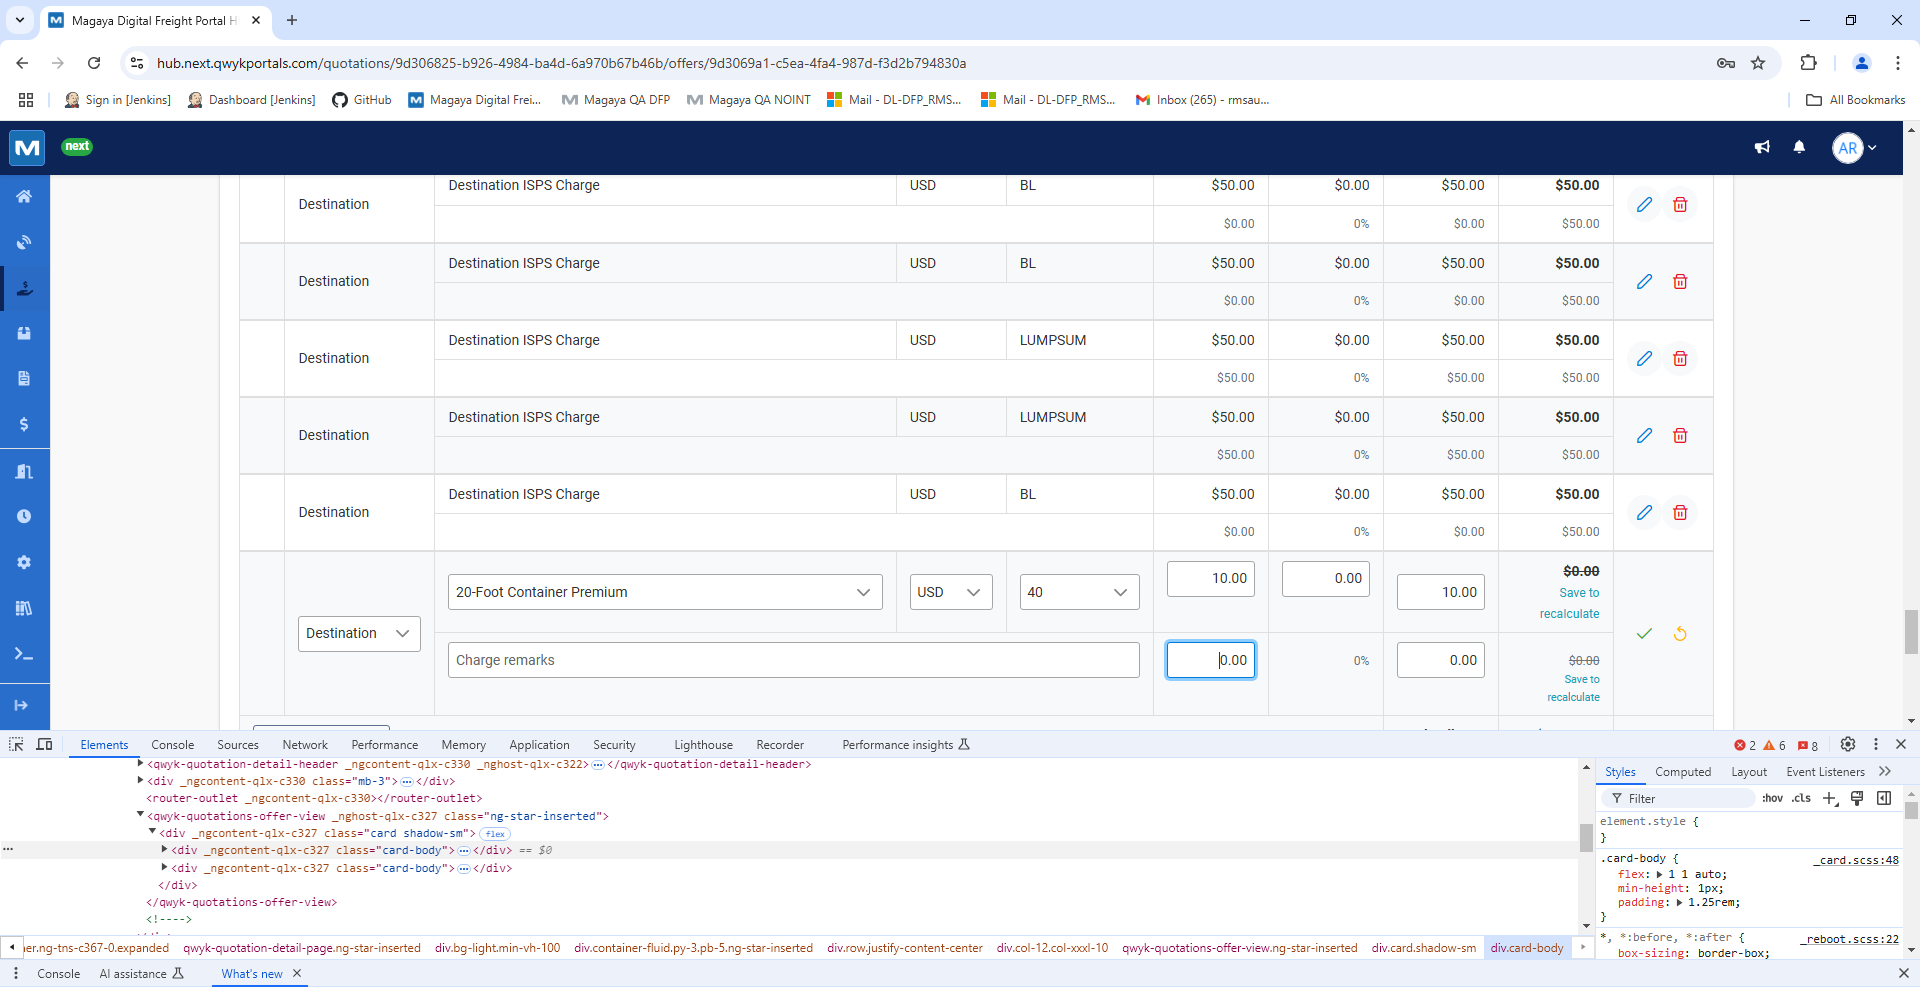 Magaya Digital Freight Portal H
hub.next.qwykportals.com/quotations/9d306825-b926-4984-ba4d-6a970b67b46b/offers/9d3069a1-c5ea-4fa4-987d-f3d2b794830a
Sign in [Jenkins] Dashboard [Jenkins] GitHub Magaya Digital Frei... Magaya QA DFP Magaya QA NOINT Mail - DL-DFP_RMS... Mail - DL-DFP_RMS... Inbox (265) - rmsau... All Bookmarks
next AR
Destination Destination ISPS Charge USD BL $50.00 $0.00 $50.00 $50.00
$0.00 0% $0.00 $50.00
Destination Destination ISPS Charge USD BL $50.00 $0.00 $50.00 $50.00
$0.00 0% $0.00 $50.00
Destination Destination ISPS Charge USD LUMPSUM $50.00 $0.00 $50.00 $50.00
$50.00 0% $50.00 $50.00
Destination Destination ISPS Charge USD LUMPSUM $50.00 $0.00 $50.00 $50.00
$50.00 0% $50.00 $50.00
Destination Destination ISPS Charge USD BL $50.00 $0.00 $50.00 $50.00
$0.00 0% $0.00 $50.00
Destination 20-Foot Container Premium USD 40 10.00 0.00 10.00 $0.00
Save to
recalculate
Charge remarks 0.00 0% 0.00 $0.00
Save to
recalculate
Elements Console Sources Network Performance Memory Application Security Lighthouse Recorder Performance insights 2 6 8
<qwyk-quotation-detail-header _ngcontent-qlx-c330 _nghost-qlx-c322>…</qwyk-quotation-detail-header>
<div _ngcontent-qlx-c330 class="mb-3">…</div>
<router-outlet _ngcontent-qlx-c330></router-outlet>
<qwyk-quotations-offer-view _nghost-qlx-c327 class="ng-star-inserted">
<div _ngcontent-qlx-c327 class="card shadow-sm"> flex
<div _ngcontent-qlx-c327 class="card-body">…</div> == $0
<div _ngcontent-qlx-c327 class="card-body">…</div>
</div>
</qwyk-quotations-offer-view>
<!---->
Styles Computed Layout Event Listeners
Filter :hov .cls
element.style {
}
.card-body { _card.scss:48
flex: 1 1 auto;
min-height: 1px;
padding: 1.25rem;
}
*, *:before, *:after { _reboot.scss:22
box-sizing: border-box;
ner.ng-tns-c367-0.expanded qwyk-quotation-detail-page.ng-star-inserted div.bg-light.min-vh-100 div.container-fluid.py-3.pb-5.ng-star-inserted div.row.justify-content-center div.col-12.col-xxxl-10 qwyk-quotations-offer-view.ng-star-inserted div.card.shadow-sm div.card-body
Console AI assistance What's new